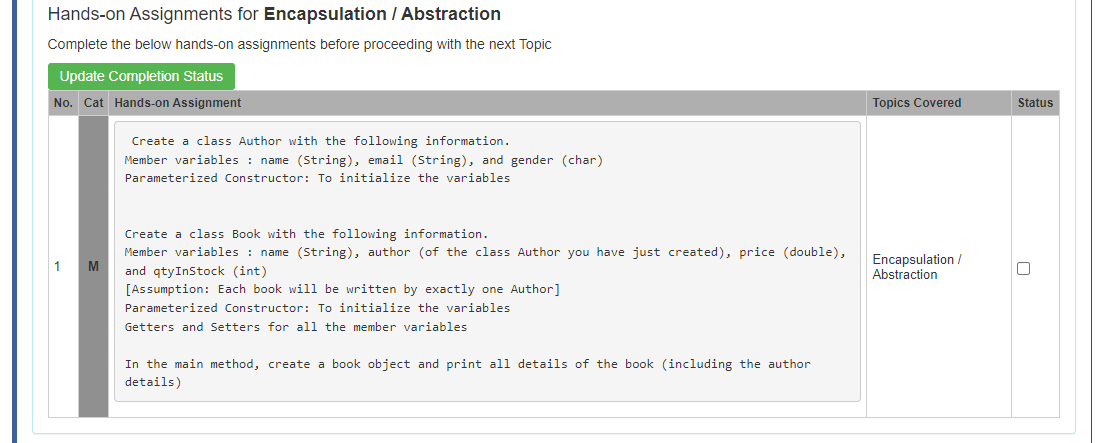 Hands-on Assignments for Encapsulation / Abstraction
Complete the below hands-on assignments before proceeding with the next Topic
Update Completion Status
No. Cat Hands-on Assignment Topics Covered Status
1 M
Create a class Author with the following information.
Member variables : name (String), email (String), and gender (char)
Parameterized Constructor: To initialize the variables
Create a class Book with the following information.
Member variables : name (String), author (of the class Author you have just created), price (double),
and qtyInStock (int)
[Assumption: Each book will be written by exactly one Author]
Parameterized Constructor: To initialize the variables
Getters and Setters for all the member variables
In the main method, create a book object and print all details of the book (including the author
details)
Encapsulation /
Abstraction